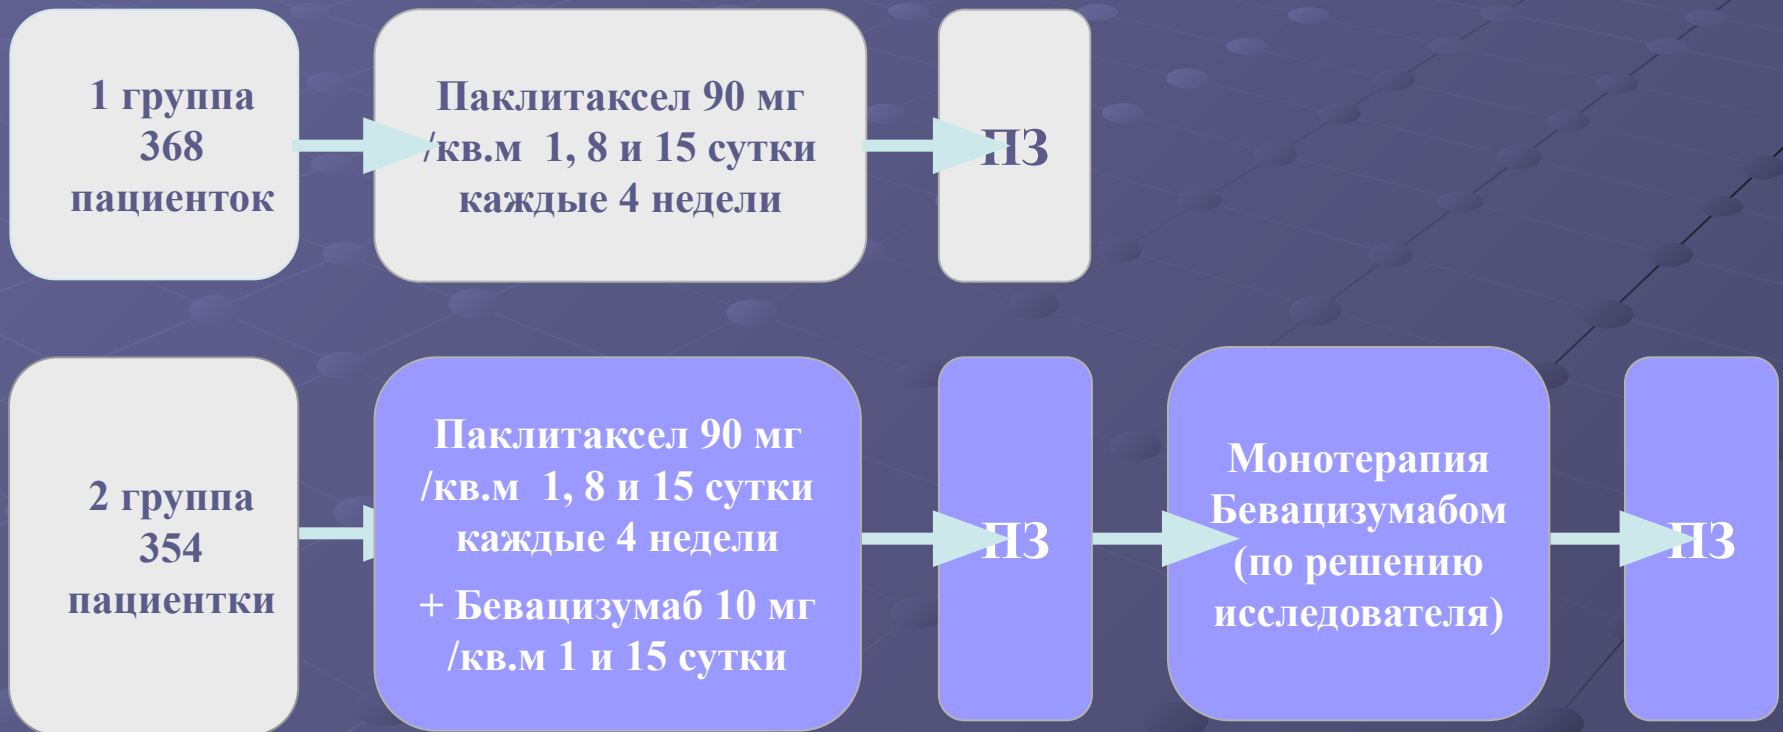 1 группа
368
пациенток
Паклитаксел 90 мг
/кв.м 1, 8 и 15 сутки
каждые 4 недели
ПЗ
2 группа
354
пациентки
Паклитаксел 90 мг
/кв.м 1, 8 и 15 сутки
каждые 4 недели
+ Бевацизумаб 10 мг
/кв.м 1 и 15 сутки
ПЗ
Монотерапия
Бевацизумабом
(по решению
исследователя)
ПЗ